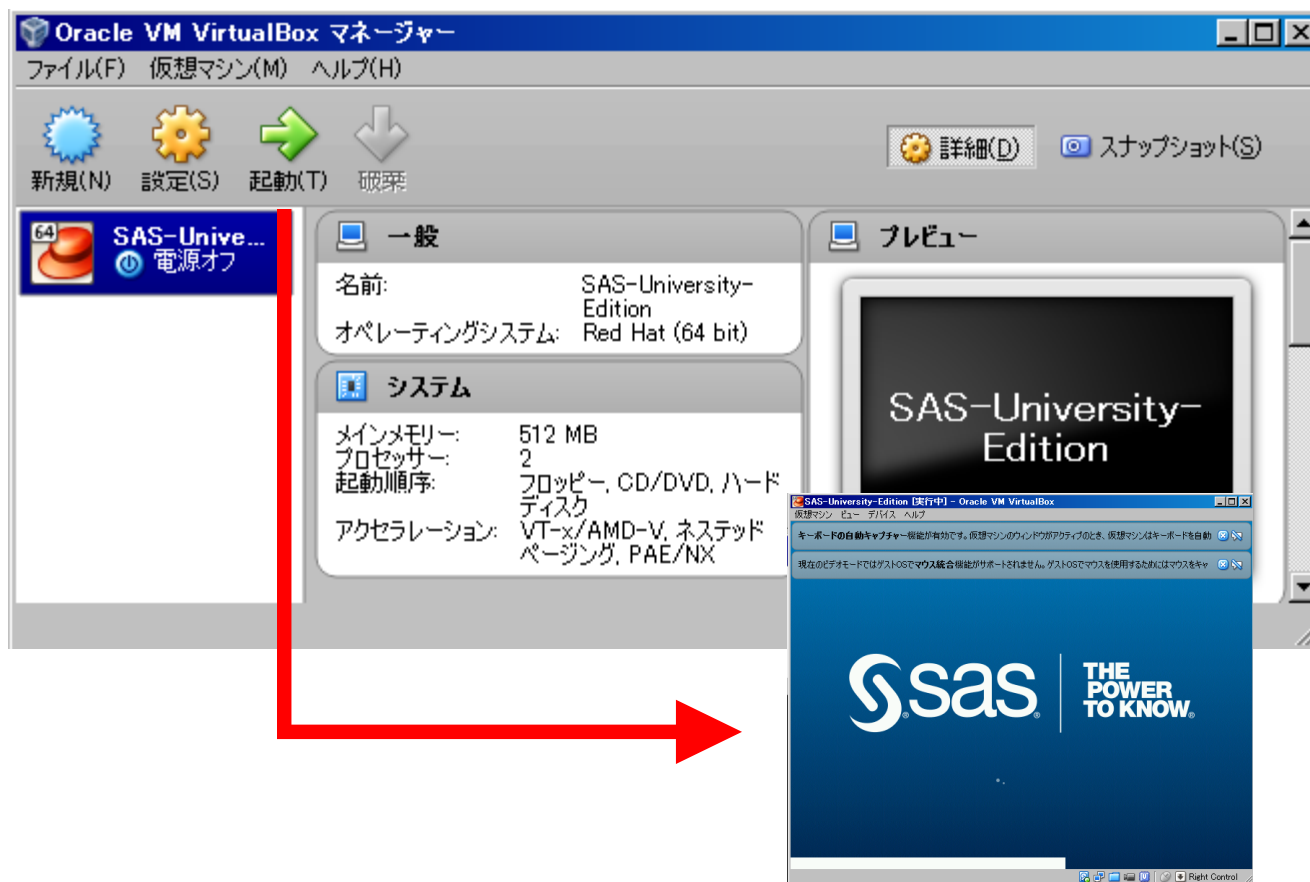 Oracle VM VirtualBox マネージャー
ファイル(F) 仮想マシン(M) ヘルプ(H)
新規(N) 設定(S) 起動(T) 破棄
詳細(D) スナップショット(S)
64 SAS-Unive...
電源オフ
一般
名前: SAS-University-
Edition
オペレーティングシステム: Red Hat (64 bit)
システム
メインメモリー: 512 MB
プロセッサー: 2
起動順序: フロッピー, CD/DVD, ハード
ディスク
アクセラレーション: VT-x/AMD-V, ネステッド
ページング, PAE/NX
プレビュー
SAS-University-
Edition
SAS-University-Edition [実行中] - Oracle VM VirtualBox
仮想マシン ビュー デバイス ヘルプ
キーボードの自動キャプチャー機能が有効です。仮想マシンのウィンドウがアクティブのとき、仮想マシンはキーボードを自動
現在のビデオモードではゲストOSでマウス統合機能がサポートされません。ゲストOSでマウスを使用するためにはマウスをキャ
sas
THE
POWER
TO KNOW®
Right Control